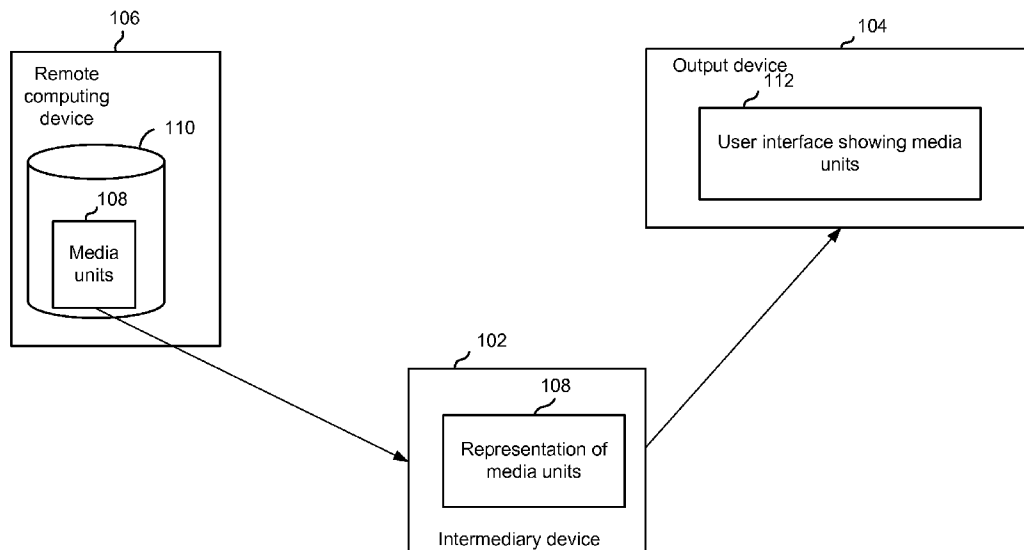 106
Remote
computing
device
110
108
Media
units
104
Output device
112
User interface showing media
units
102
108
Representation of
media units
Intermediary device